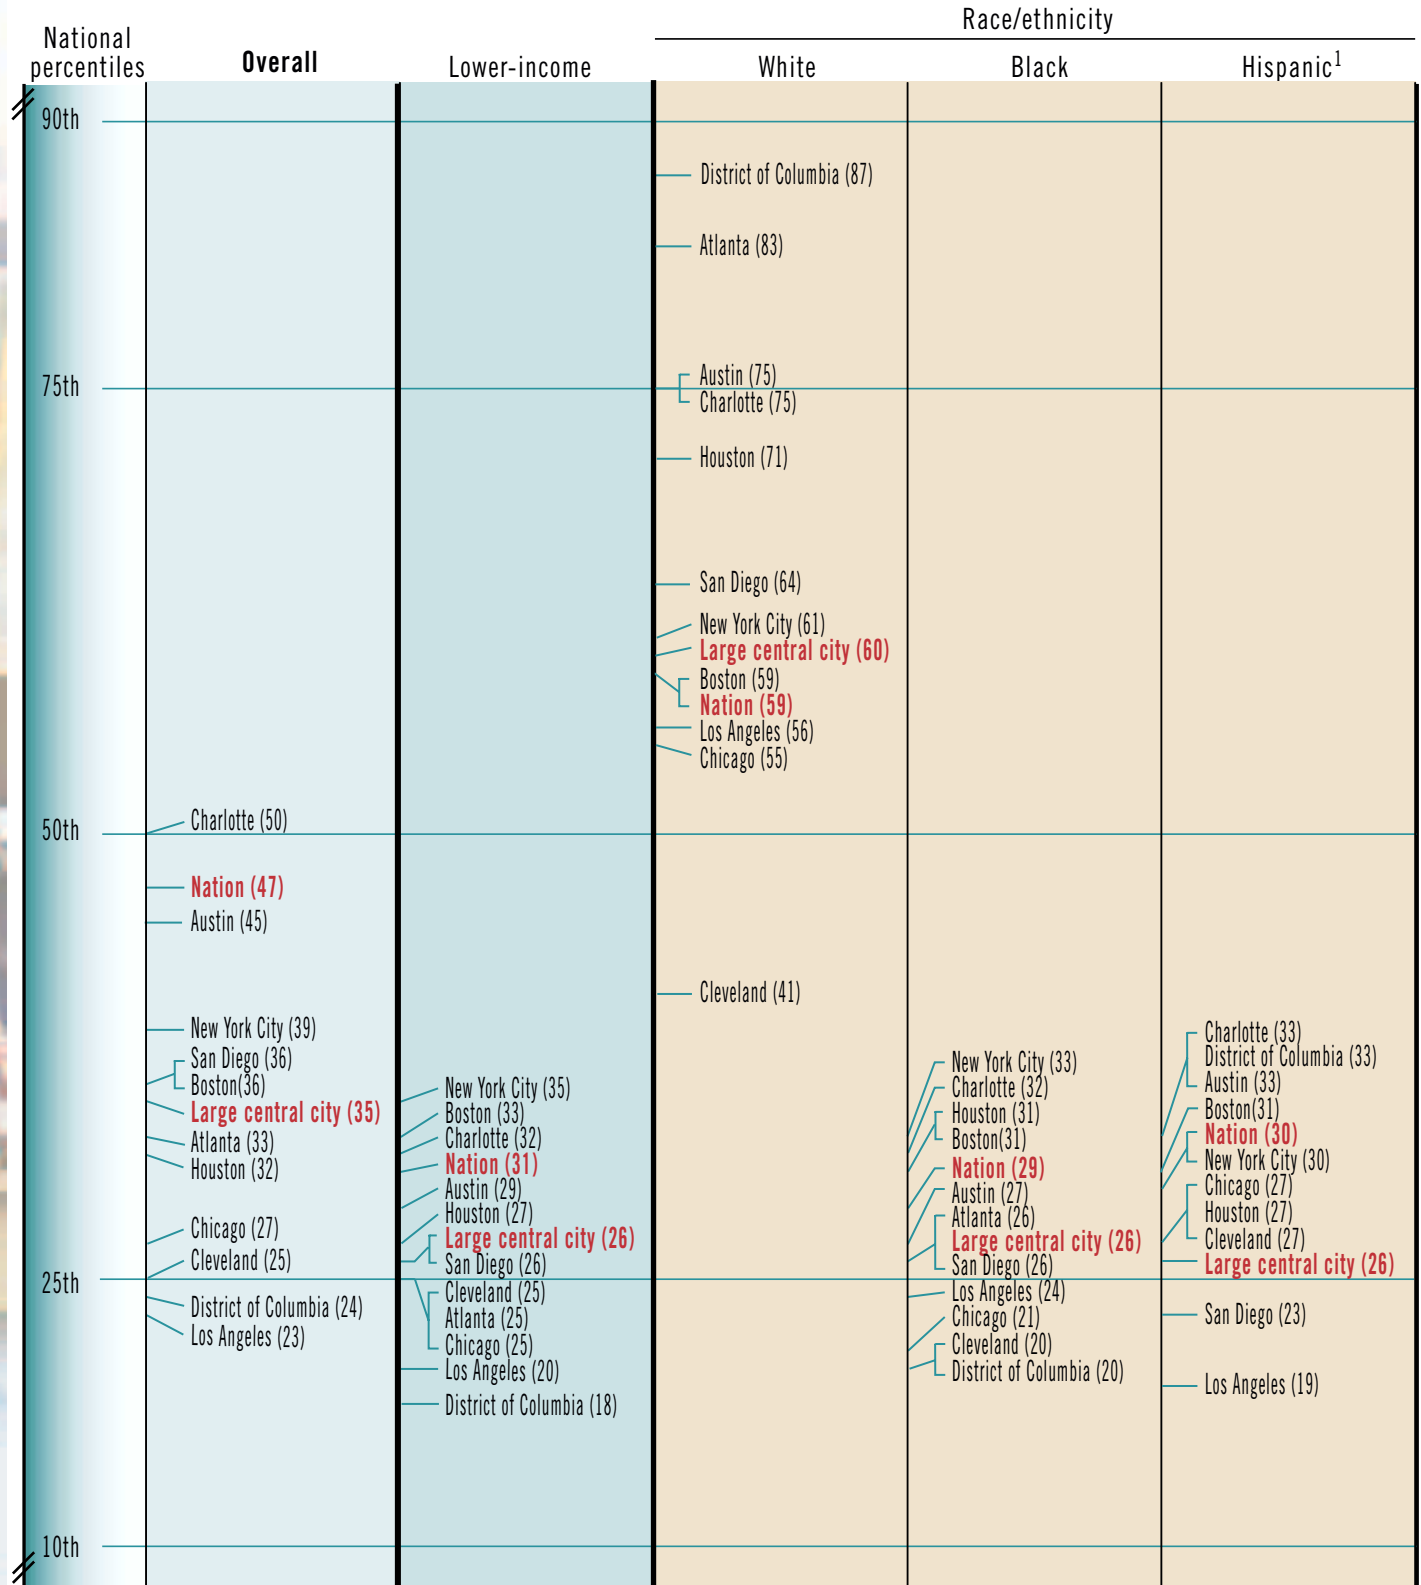 Race/ethnicity
National
percentiles
Overall
Lower-income
White
Black
Hispanic1
90th
75th
50th
25th
10th
Charlotte (50)
Nation (47)
Austin (45)
New York City (39)
San Diego (36)
Boston(36)
Large central city (35)
Atlanta (33)
Houston (32)
Chicago (27)
Cleveland (25)
District of Columbia (24)
Los Angeles (23)
New York City (35)
Boston (33)
Charlotte (32)
Nation (31)
Austin (29)
Houston (27)
Large central city (26)
San Diego (26)
Cleveland (25)
Atlanta (25)
Chicago (25)
Los Angeles (20)
District of Columbia (18)
District of Columbia (87)
Atlanta (83)
Austin (75)
Charlotte (75)
Houston (71)
San Diego (64)
New York City (61)
Large central city (60)
Boston (59)
Nation (59)
Los Angeles (56)
Chicago (55)
Cleveland (41)
New York City (33)
Charlotte (32)
Houston (31)
Boston(31)
Nation (29)
Austin (27)
Atlanta (26)
Large central city (26)
San Diego (26)
Los Angeles (24)
Chicago (21)
Cleveland (20)
District of Columbia (20)
Charlotte (33)
District of Columbia (33)
Austin (33)
Boston(31)
Nation (30)
New York City (30)
Chicago (27)
Houston (27)
Cleveland (27)
Large central city (26)
San Diego (23)
Los Angeles (19)